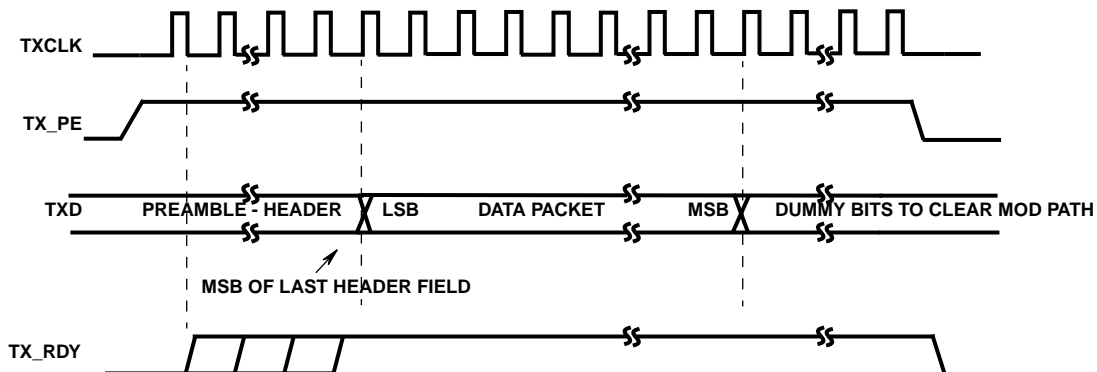 TXCLK
TX_PE
TXD PREAMBLE - HEADER LSB DATA PACKET MSB DUMMY BITS TO CLEAR MOD PATH
MSB OF LAST HEADER FIELD
TX_RDY